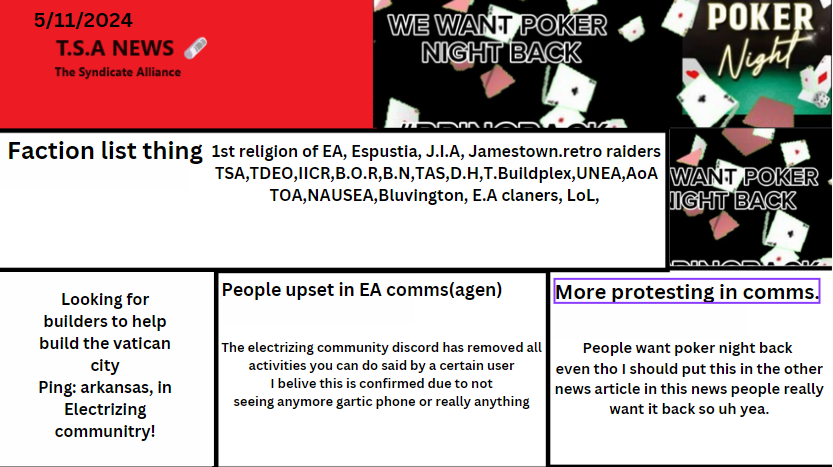 5/11/2024
T.S.A NEWS
The Syndicate Alliance
WE WANT POKER
NIGHT BACK
POKER
Night
Faction list thing
1st religion of EA, Espustia, J.I.A, Jamestown.retro raiders
TSA,TDEO,IICR,B.O.R,B.N,TAS,D.H,T.Buildplex,UNEA,AoA
TOA,NAUSEA,Bluvington, E.A claners, LoL,
WANT POKER
IGHT BACK
Looking for
builders to help
build the vatican
city
Ping: arkansas, in
Electrizing
communitry!
People upset in EA comms(agen)
The electrizing community discord has removed all
activities you can do said by a certain user
I belive this is confirmed due to not
seeing anymore gartic phone or really anything
More protesting in comms.
People want poker night back
even tho I should put this in the other
news article in this news people really
want it back so uh yea.